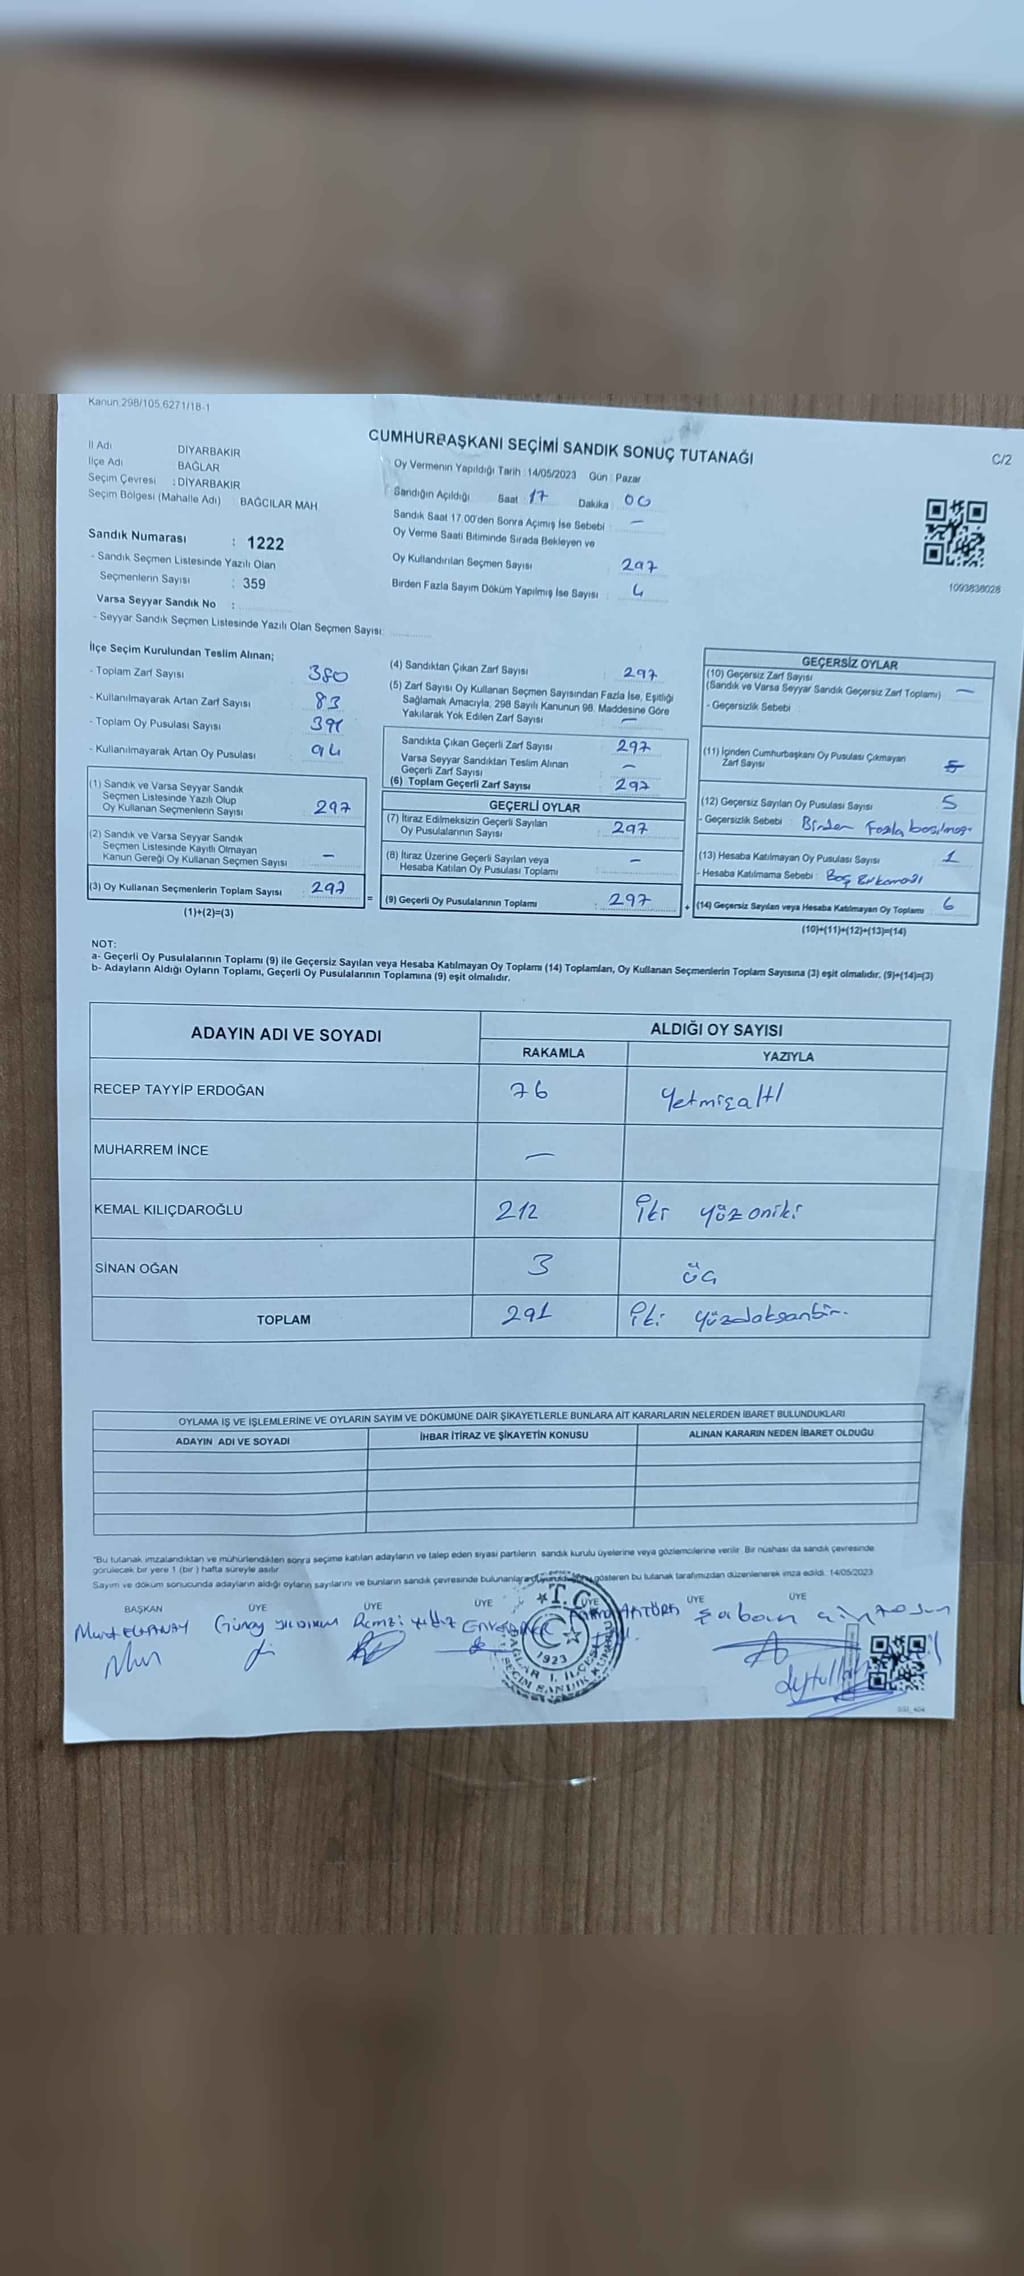 Kanun.298/105,6271/18-1
CUMHURBAŞKANI SEÇİMİ SANDIK SONUÇ TUTANAĞI
C/2
İl Adı DİYARBAKIR
İlçe Adı BAĞLAR
Seçim Çevresi : DİYARBAKIR
Seçim Bölgesi (Mahalle Adı) BAĞCILAR MAH
Sandık Numarası : 1222
- Sandık Seçmen Listesinde Yazılı Olan
Seçmenlerin Sayısı : 359
Varsa Seyyar Sandık No :
- Seyyar Sandık Seçmen Listesinde Yazılı Olan Seçmen Sayısı:
Oy Vermenin Yapıldığı Tarih : 14/05/2023 Gün : Pazar
Sandığın Açıldığı Saat 17 Dakika 00
Sandık Saat 17.00'den Sonra Açımış İse Sebebi : -
Oy Verme Saati Bitiminde Sırada Bekleyen ve
Oy Kullandırılan Seçmen Sayısı 297
Birden Fazla Sayım Döküm Yapılmış İse Sayısı : 4
1093838028
İlçe Seçim Kurulundan Teslim Alınan;
- Toplam Zarf Sayısı 380
- Kullanılmayarak Artan Zarf Sayısı 83
- Toplam Oy Pusulası Sayısı 391
- Kullanılmayarak Artan Oy Pusulası 94
(1) Sandık ve Varsa Seyyar Sandık
Seçmen Listesinde Yazılı Olup
Oy Kullanan Seçmenlerin Sayısı 297
(2) Sandık ve Varsa Seyyar Sandık
Seçmen Listesinde Kayıtlı Olmayan
Kanun Gereği Oy Kullanan Seçmen Sayısı -
(3) Oy Kullanan Seçmenlerin Toplam Sayısı 297
(1)+(2)=(3)
(4) Sandıktan Çıkan Zarf Sayısı 297
(5) Zarf Sayısı Oy Kullanan Seçmen Sayısından Fazla İse, Eşitliği
Sağlamak Amacıyla, 298 Sayılı Kanunun 98. Maddesine Göre
Yakılarak Yok Edilen Zarf Sayısı -
Sandıkta Çıkan Geçerli Zarf Sayısı 297
Varsa Seyyar Sandıktan Teslim Alınan
Geçerli Zarf Sayısı -
(6) Toplam Geçerli Zarf Sayısı 297
GEÇERLİ OYLAR
(7) İtiraz Edilmeksizin Geçerli Sayılan
Oy Pusulalarının Sayısı 297
(8) İtiraz Üzerine Geçerli Sayılan veya
Hesaba Katılan Oy Pusulası Toplamı -
= (9) Geçerli Oy Pusulalarının Toplamı : 297
GEÇERSİZ OYLAR
(10) Geçersiz Zarf Sayısı
(Sandık ve Varsa Seyyar Sandık Geçersiz Zarf Toplamı) -
- Geçersizlik Sebebi
(11) İçinden Cumhurbaşkanı Oy Pusulası Çıkmayan
Zarf Sayısı
(12) Geçersiz Sayılan Oy Pusulası Sayısı 5
- Geçersizlik Sebebi : Birden Fazla basılmış
(13) Hesaba Katılmayan Oy Pusulası Sayısı 1
- Hesaba Katılmama Sebebi : Boş
+ (14) Geçersiz Sayılan veya Hesaba Katılmayan Oy Toplamı 6
(10)+(11)+(12)+(13)=(14)
NOT:
a- Geçerli Oy Pusulalarının Toplamı (9) ile Geçersiz Sayılan veya Hesaba Katılmayan Oy Toplamı (14) Toplamları, Oy Kullanan Seçmenlerin Toplam Sayısına (3) eşit olmalıdır. (9)+(14)=(3)
b- Adayların Aldığı Oyların Toplamı, Geçerli Oy Pusulalarının Toplamına (9) eşit olmalıdır.
ADAYIN ADI VE SOYADI ALDIĞI OY SAYISI
RAKAMLA YAZIYLA
RECEP TAYYİP ERDOĞAN 76 Yetmişaltı
MUHARREM İNCE -
KEMAL KILIÇDAROĞLU 212 İki yüzoniki
SİNAN OĞAN 3 üç
TOPLAM 291 İki yüzdoksanbir.
OYLAMA İŞ VE İŞLEMLERİNE VE OYLARIN SAYIM VE DÖKÜMÜNE DAİR ŞİKAYETLERLE BUNLARA AİT KARARLARIN NELERDEN İBARET BULUNDUKLARI
ADAYIN ADI VE SOYADI İHBAR İTİRAZ VE ŞİKAYETİN KONUSU ALINAN KARARIN NEDEN İBARET OLDUĞU
"Bu tutanak imzalandıktan ve mühürlendikten sonra seçime katılan adayların ve talep eden siyasi partilerin sandık kurulu üyelerine veya gözlemcilerine verilir. Bir nüshası da sandık çevresinde
görülecek bir yere 1 (bir) hafta süreyle asılır
Sayım ve döküm sonucunda adayların aldığı oyların sayılarını ve bunların sandık çevresinde bulunanlara gösteren bu tutanak tarafımızdan düzenlenerek imza edildi. 14/05/2023
BAŞKAN ÜYE ÜYE ÜYE ÜYE ÜYE ÜYE
Murat Günay YILDIRIM Remzi Yıldız Şaban
T.C.
1923
BAĞLAR 1. İLÇE